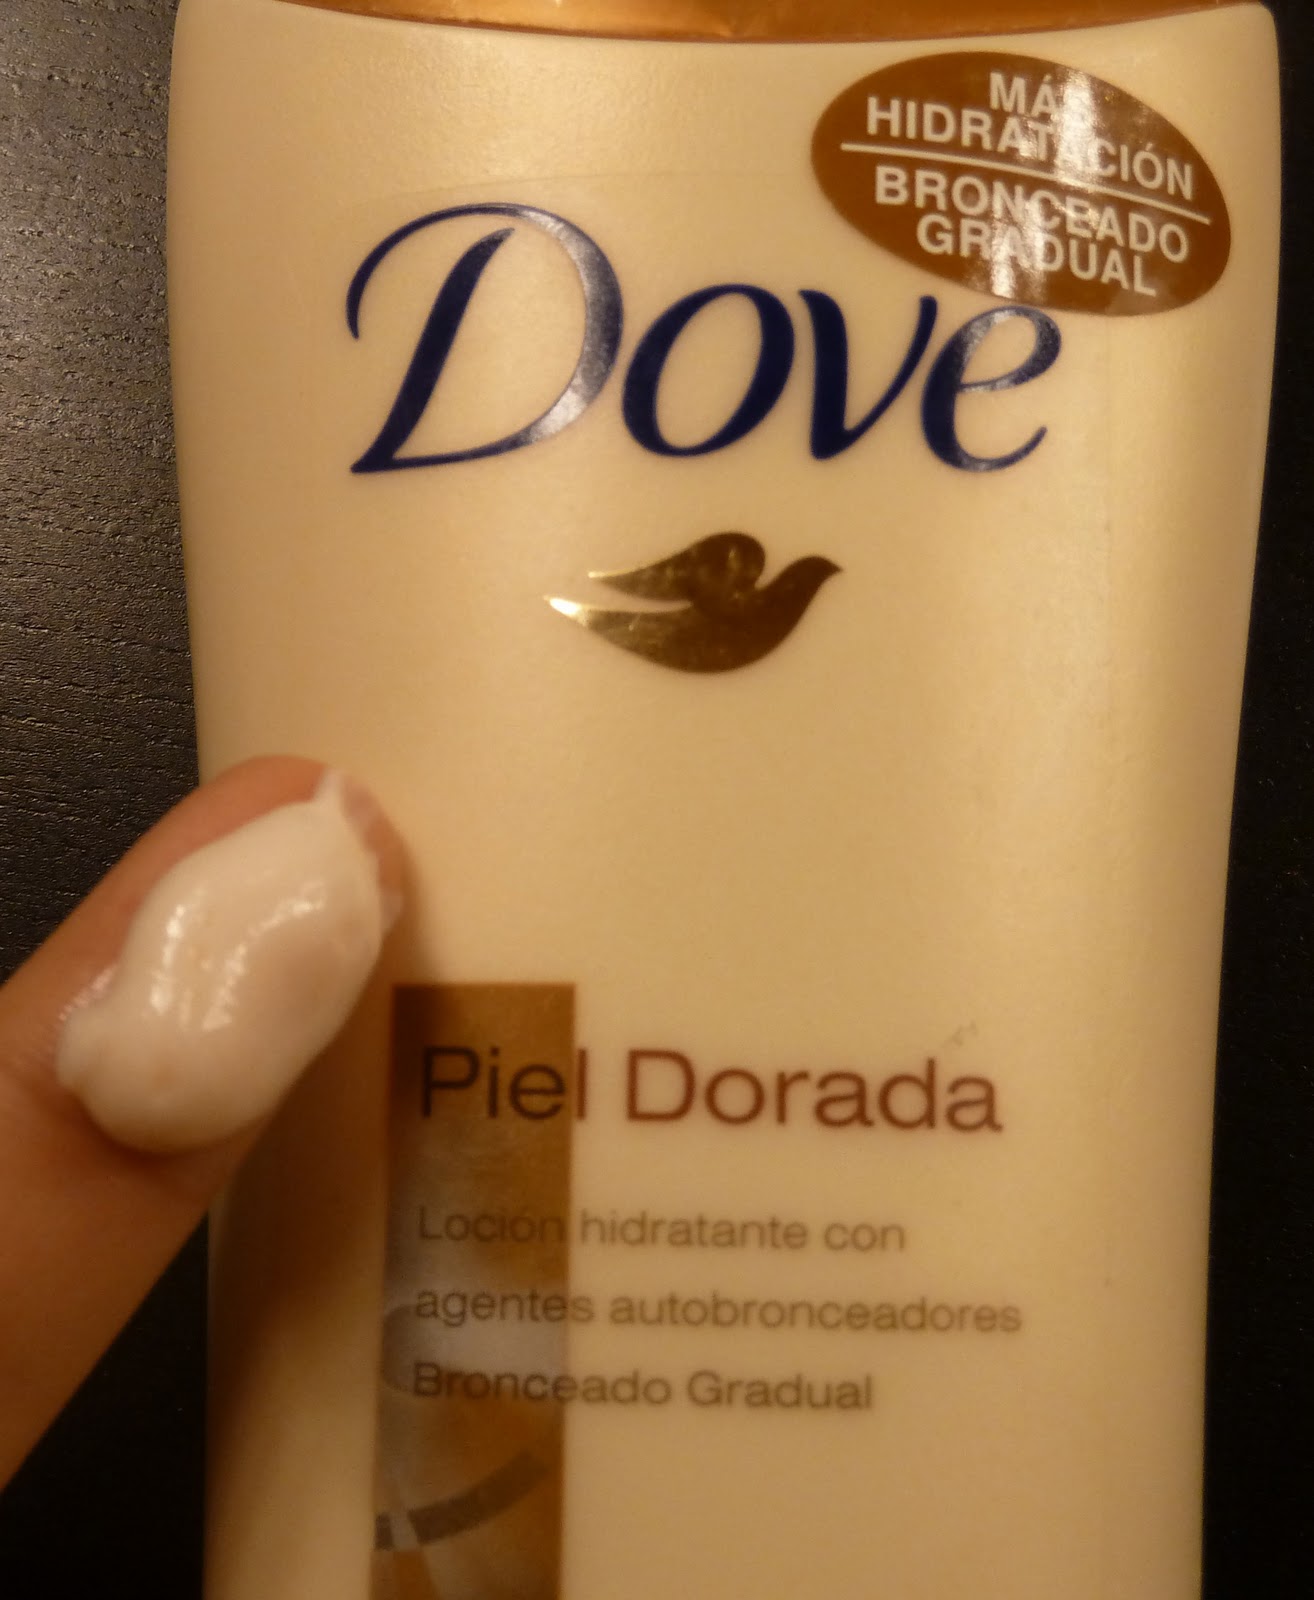 MÁS
HIDRATACIÓN
BRONCEADO
GRADUAL
Dove
Piel Dorada
Loción hidratante con
agentes autobronceadores
Bronceado Gradual